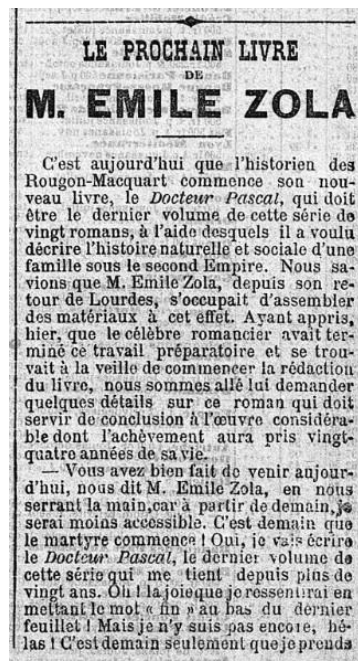 LE PROCHAIN LIVRE
DE
M. EMILE ZOLA
C'est aujourd'hui que l'historien des
Rougon-Macquart commence son nou-
veau livre, le Docteur Pascal, qui doit
être le dernier volume de cette série de
vingt romans, à l'aide desquels il a voulu
décrire l'histoire naturelle et sociale d'une
famille sous le second Empire. Nous sa-
vions que M. Emile Zola, depuis son re-
tour de Lourdes, s'occupait d'assembler
des matériaux à cet effet. Ayant appris,
hier, que le célèbre romancier avait ter-
miné ce travail préparatoire et se trou-
vait à la veille de commencer la rédaction
du livre, nous sommes allé lui demander
quelques détails sur ce roman qui doit
servir de conclusion à l'œuvre considéra-
ble dont l'achèvement aura pris vingt-
quatre années de sa vie.
— Vous avez bien fait de venir aujour-
d'hui, nous dit M. Emile Zola, en nous
serrant la main, car à partir de demain, je
serai moins accessible. C'est demain que
le martyre commence ! Oui, je vais écrire
le Docteur Pascal, le dernier volume de
cette série qui me tient depuis plus de
vingt ans. Oh ! la joie que je ressentirai en
mettant le mot « fin » au bas du dernier
feuillet ! Mais je n'y suis pas encore, hé-
las ! C'est demain seulement que je prends